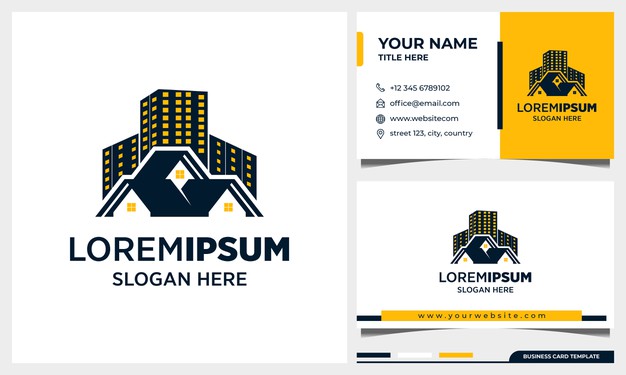 LOREMIPSUM
SLOGAN HERE
YOUR NAME
TITLE HERE
+12 345 6789102
office@email.com
www.websitecom
street 123, city, country
LOREMIPSUM
SLOGAN HERE
LOREMIPSUM
SLOGAN HERE
www.yourwebsite.com
BUSINESS CARD TEMPLATE